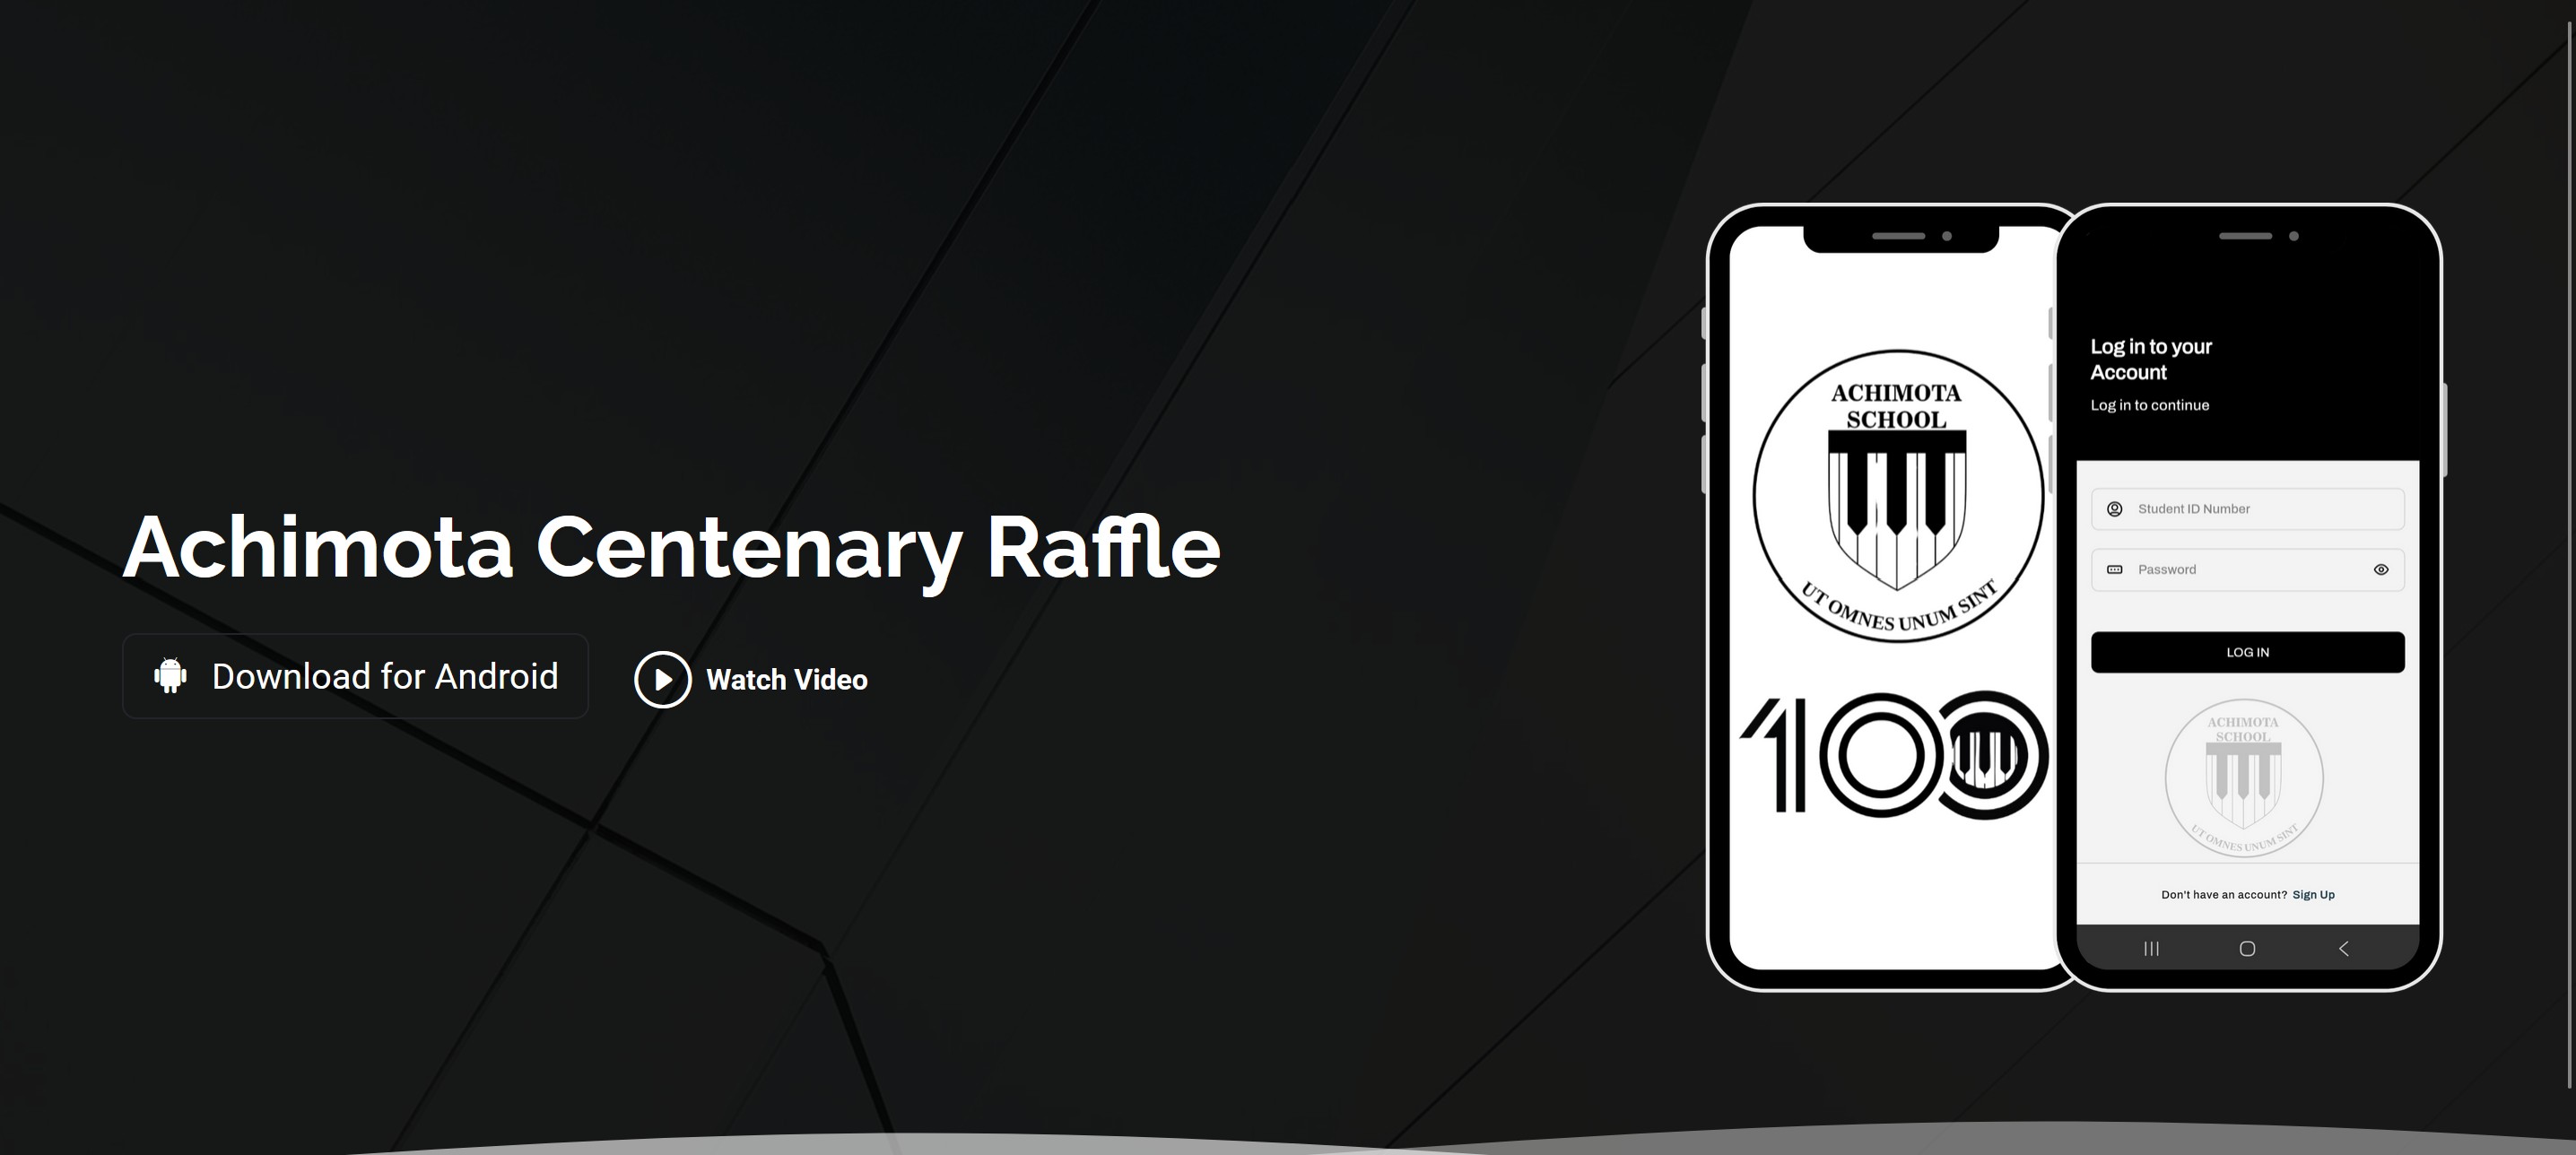 Achimota Centenary Raffle
Download for Android
Watch Video
ACHIMOTA
SCHOOL
UT OMNES UNUM SINT
100
Log in to your
Account
Log in to continue
Student ID Number
Password
LOG IN
ACHIMOTA
SCHOOL
UT OMNES UNUM SINT
Don't have an account? Sign Up